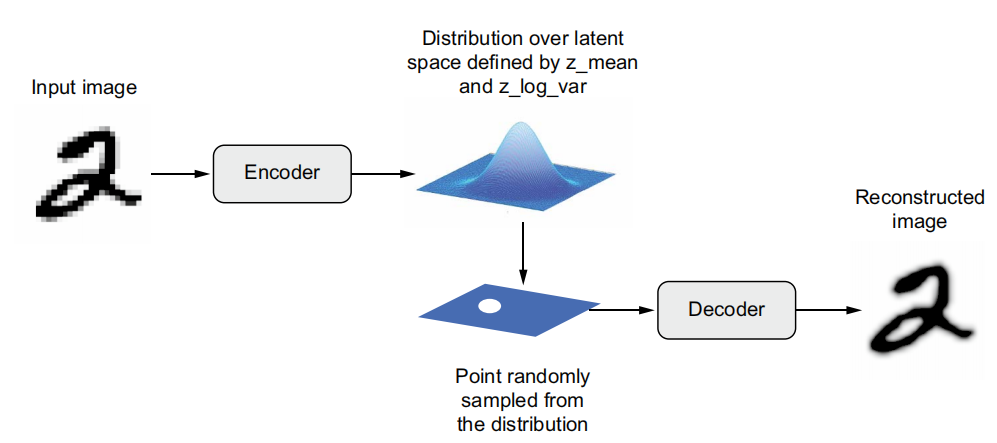 Input image
Encoder
Distribution over latent
space defined by z_mean
and z_log_var
Point randomly
sampled from
the distribution
Decoder
Reconstructed
image